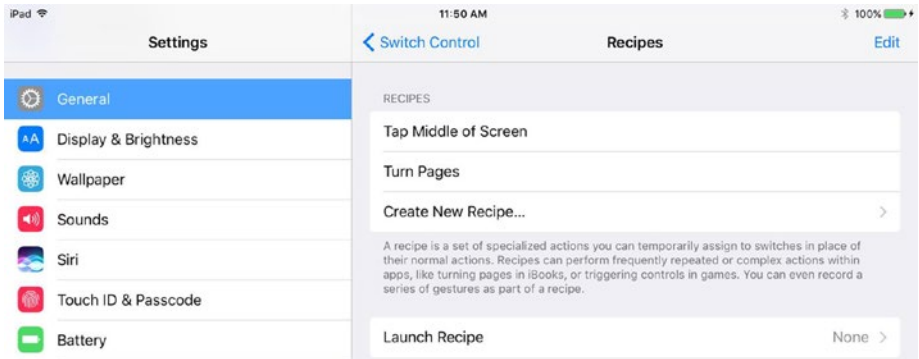 iPad
11:50 AM
100%
Settings
Switch Control
Recipes
Edit
General
Display & Brightness
Wallpaper
Sounds
Siri
Touch ID & Passcode
Battery
RECIPES
Tap Middle of Screen
Turn Pages
Create New Recipe...
A recipe is a set of specialized actions you can temporarily assign to switches in place of
their normal actions. Recipes can perform frequently repeated or complex actions within
apps, like turning pages in iBooks, or triggering controls in games. You can even record a
series of gestures as part of a recipe.
Launch Recipe
None